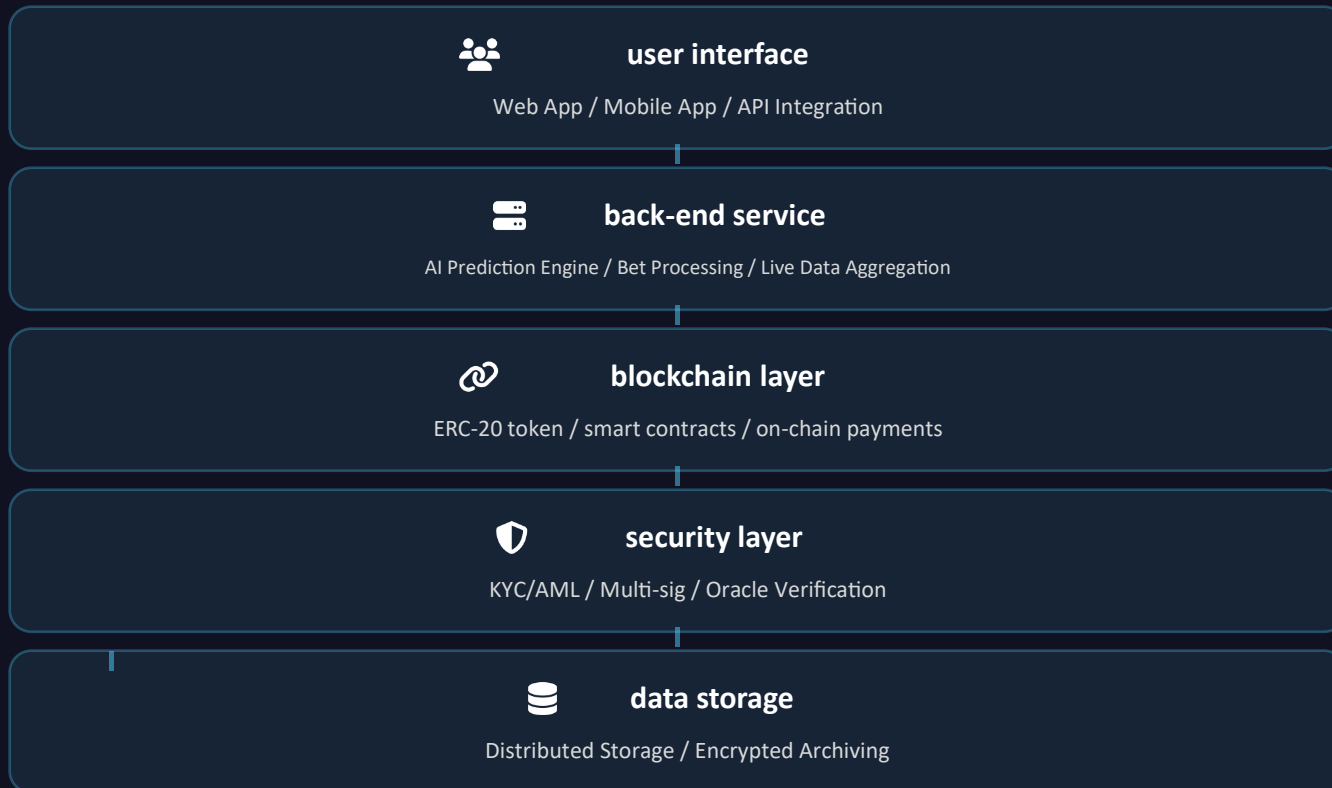 user interface
Web App / Mobile App / API Integration
back-end service
AI Prediction Engine / Bet Processing / Live Data Aggregation
blockchain layer
ERC-20 token / smart contracts / on-chain payments
security layer
KYC/AML / Multi-sig / Oracle Verification
data storage
Distributed Storage / Encrypted Archiving